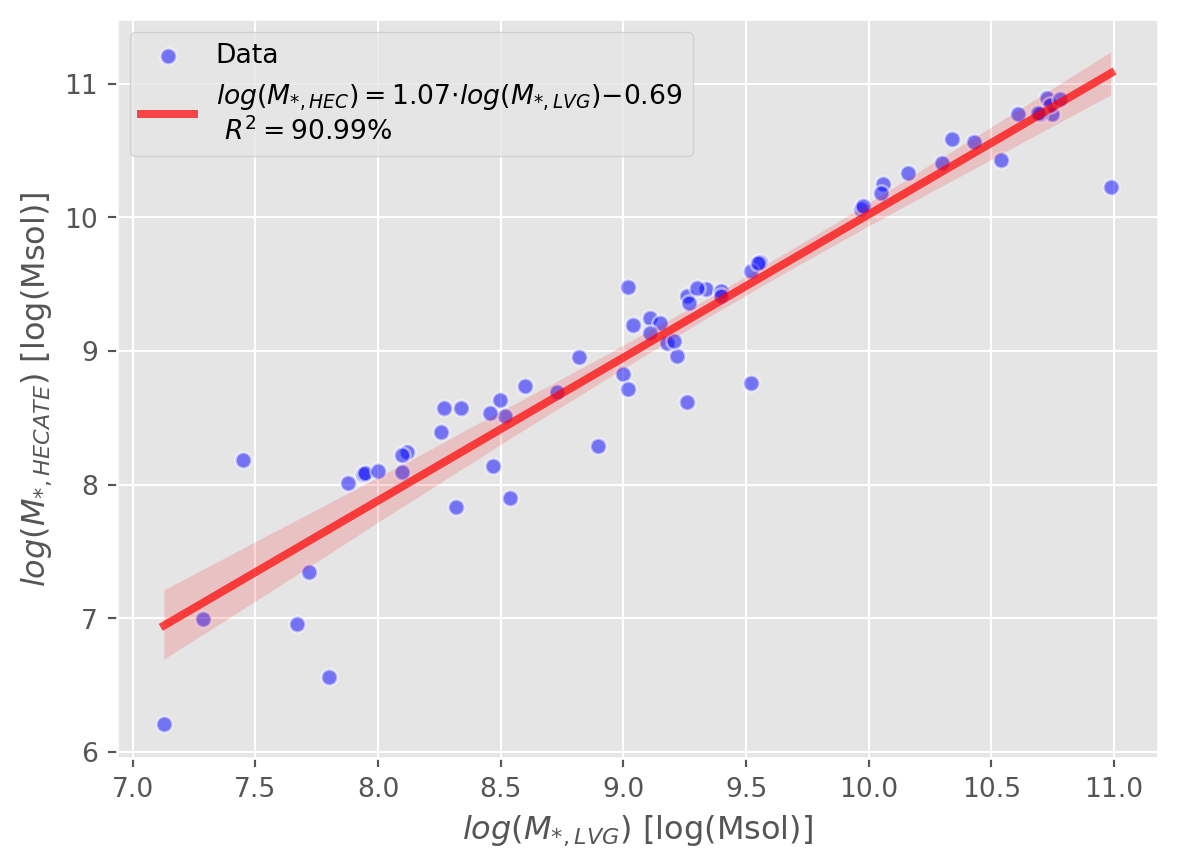 Data
log(M*,HEC) = 1.07·log(M*,LVG)−0.69
R² = 90.99%
11
10
9
8
7
6
log(M*,HECATE) [log(Msol)]
7.0 7.5 8.0 8.5 9.0 9.5 10.0 10.5 11.0
log(M*,LVG) [log(Msol)]